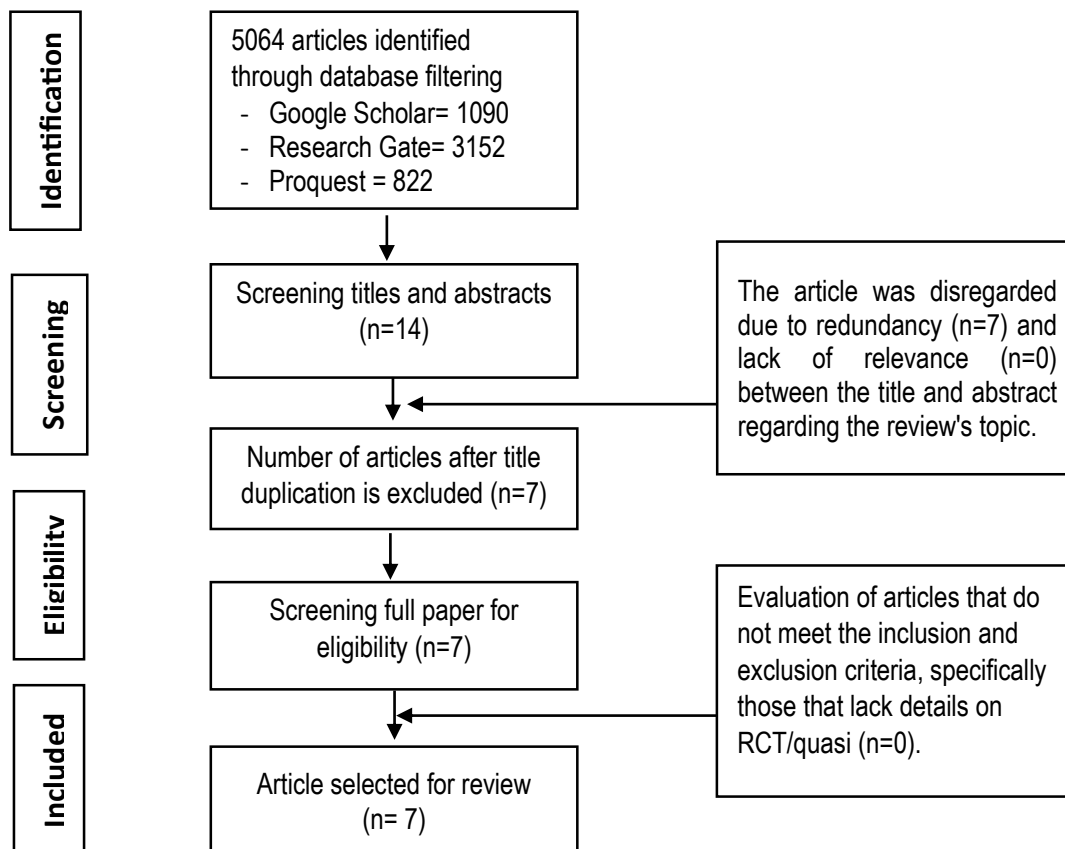 Identification
5064 articles identified
through database filtering
- Google Scholar= 1090
- Research Gate= 3152
- Proquest = 822
Screening
Screening titles and abstracts
(n=14)
The article was disregarded
due to redundancy (n=7) and
lack of relevance (n=0)
between the title and abstract
regarding the review's topic.
Number of articles after title
duplication is excluded (n=7)
Eligibility
Screening full paper for
eligibility (n=7)
Evaluation of articles that do
not meet the inclusion and
exclusion criteria, specifically
those that lack details on
RCT/quasi (n=0).
Included
Article selected for review
(n= 7)